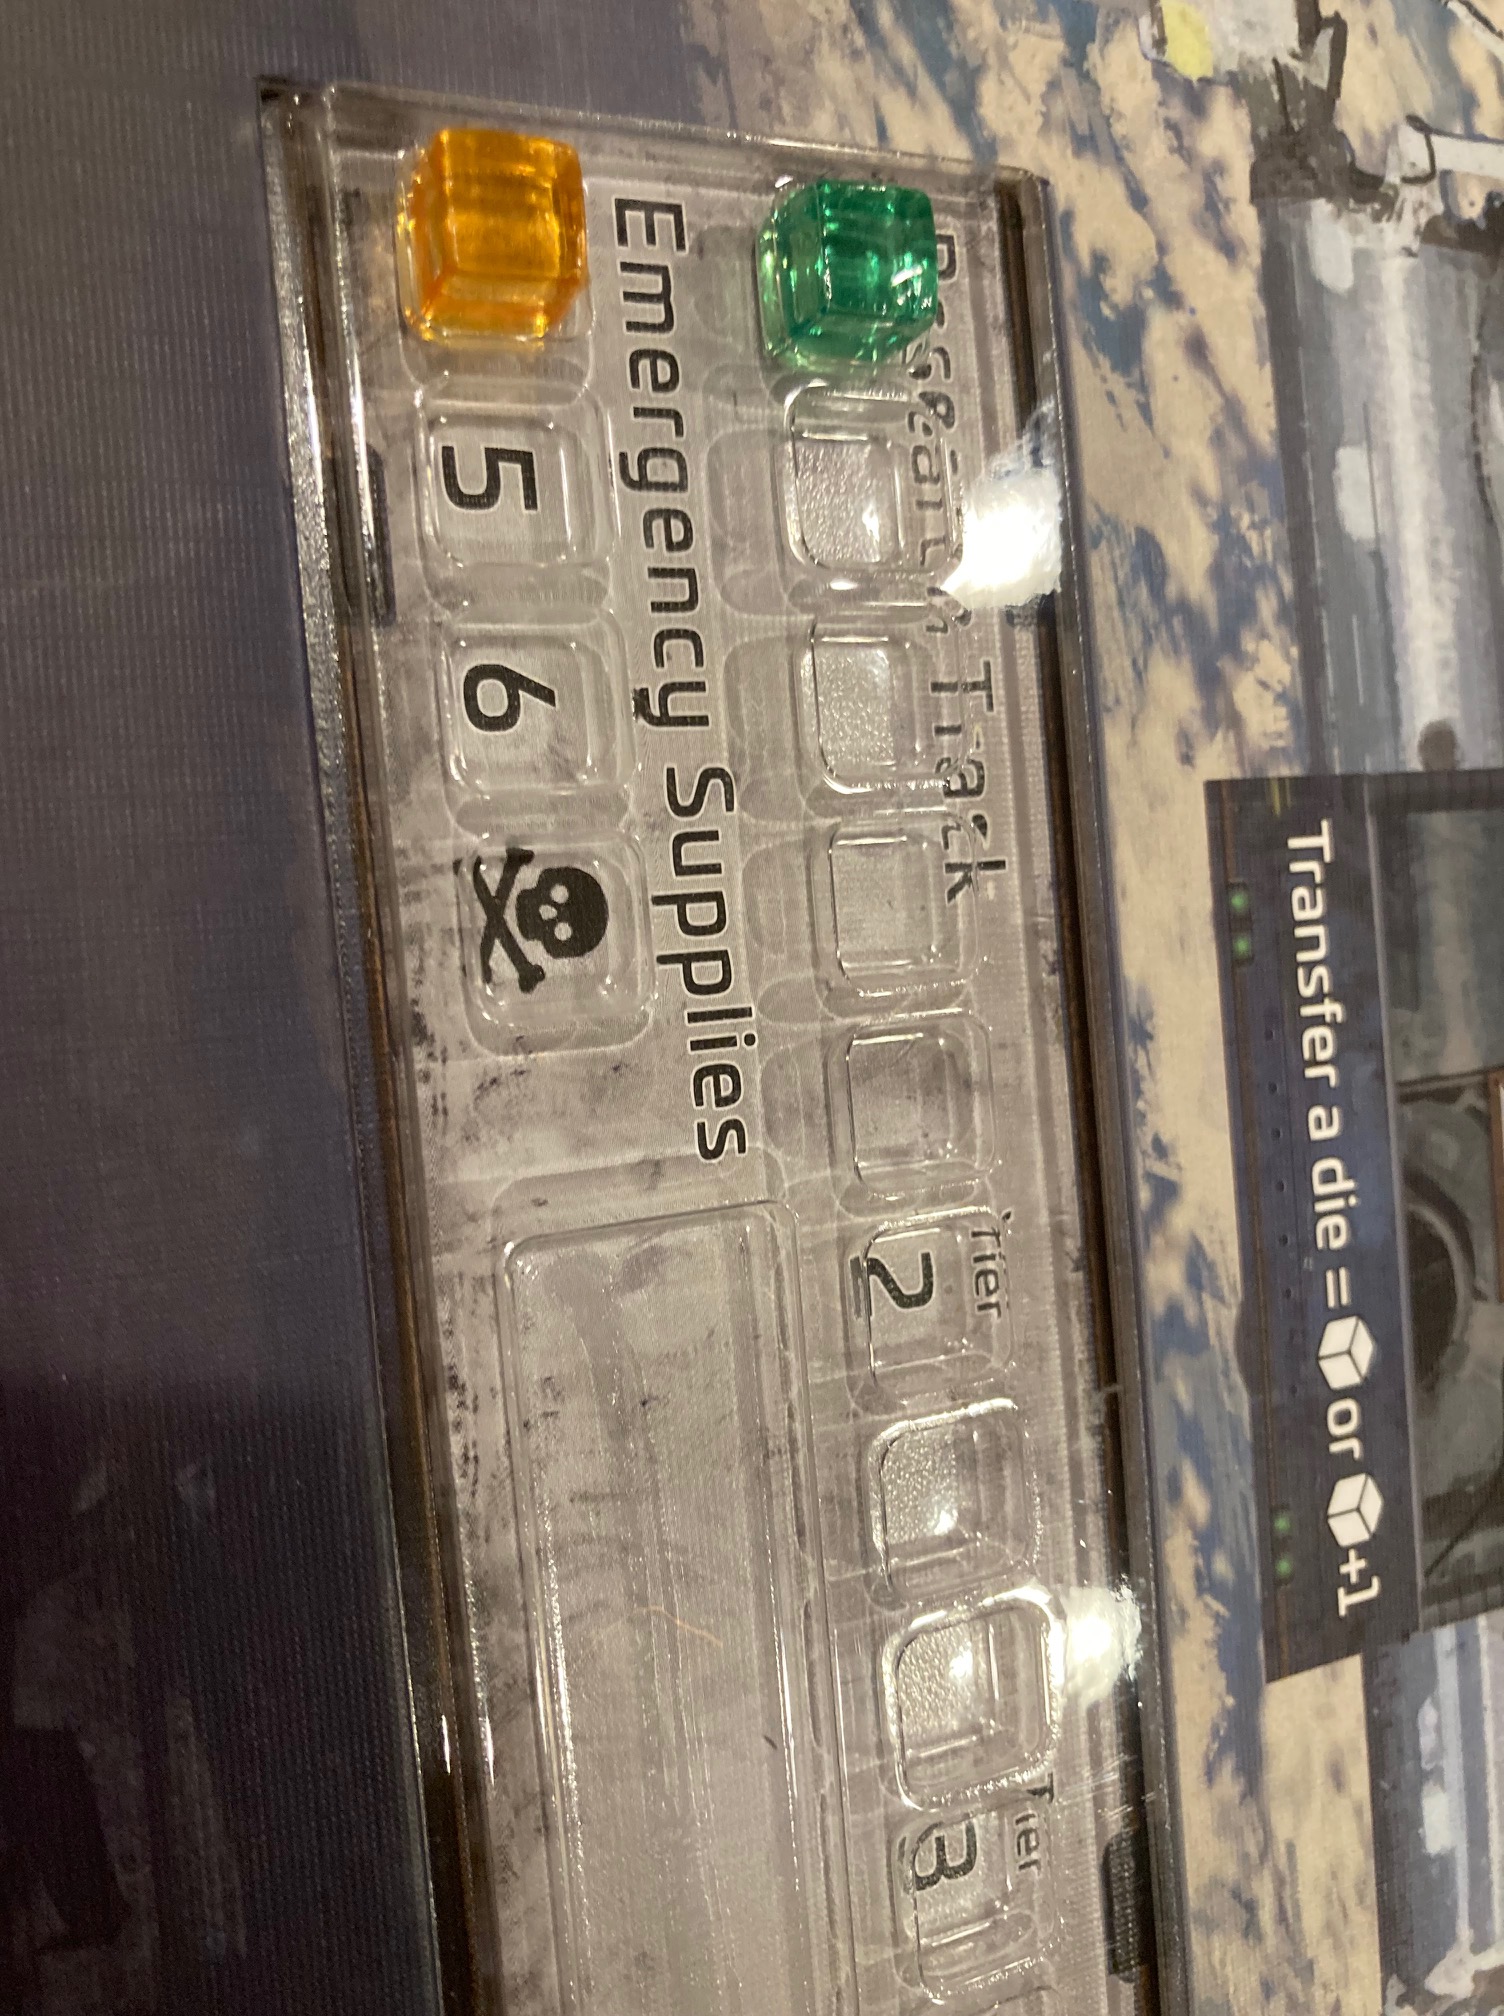 Transfer a die = or +1
Research Track
Tier
2
Tier
3
Emergency Supplies
5
6